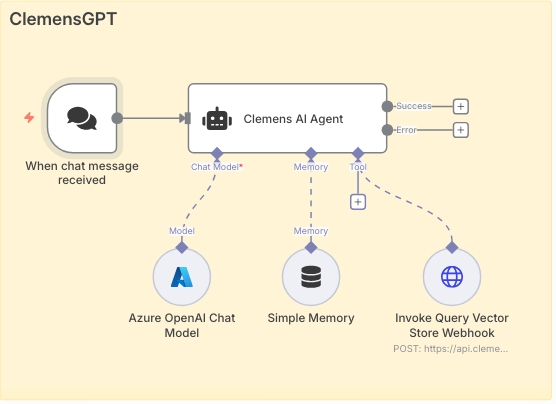 ClemensGPT
Clemens AI Agent
Success
Error
When chat message
received
Chat Model*
Memory
Tool
Model
Memory
Azure OpenAI Chat
Model
Simple Memory
Invoke Query Vector
Store Webhook
POST: https://api.cleme...